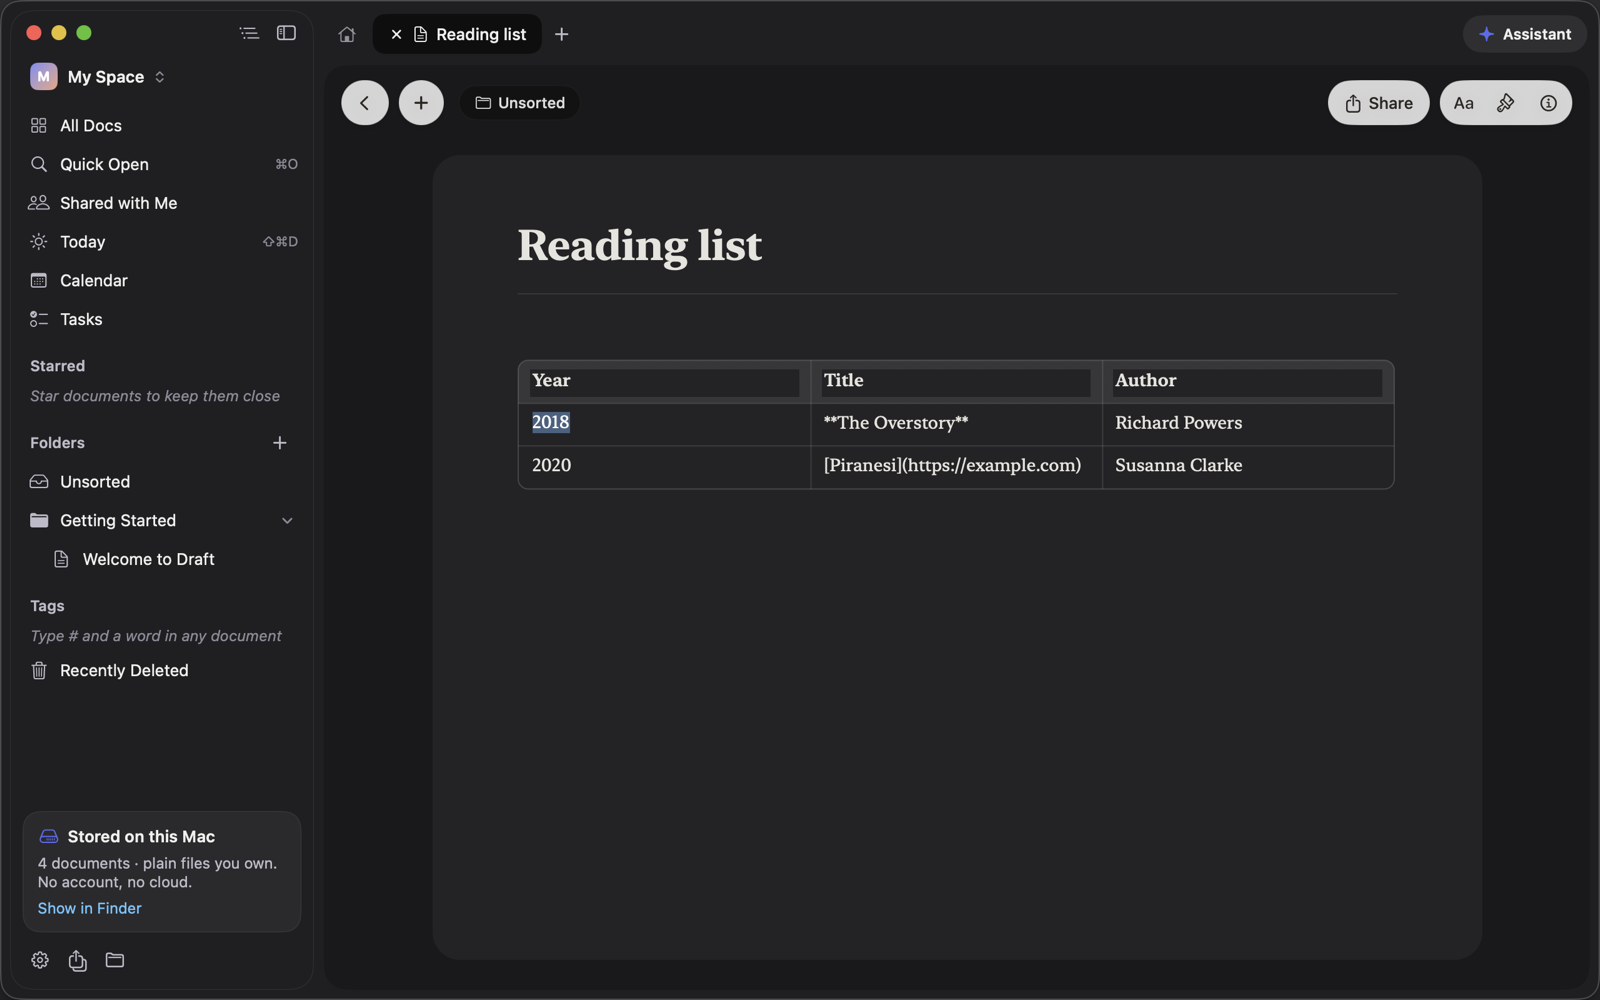 Reading list
Assistant
M My Space
Unsorted
Share
Aa
All Docs
Quick Open ⌘O
Shared with Me
Today ⇧⌘D
Calendar
Tasks
Starred
Star documents to keep them close
Folders
Unsorted
Getting Started
Welcome to Draft
Tags
Type # and a word in any document
Recently Deleted
Stored on this Mac
4 documents · plain files you own.
No account, no cloud.
Show in Finder
Reading list
Year Title Author
2018 **The Overstory** Richard Powers
2020 [Piranesi](https://example.com) Susanna Clarke